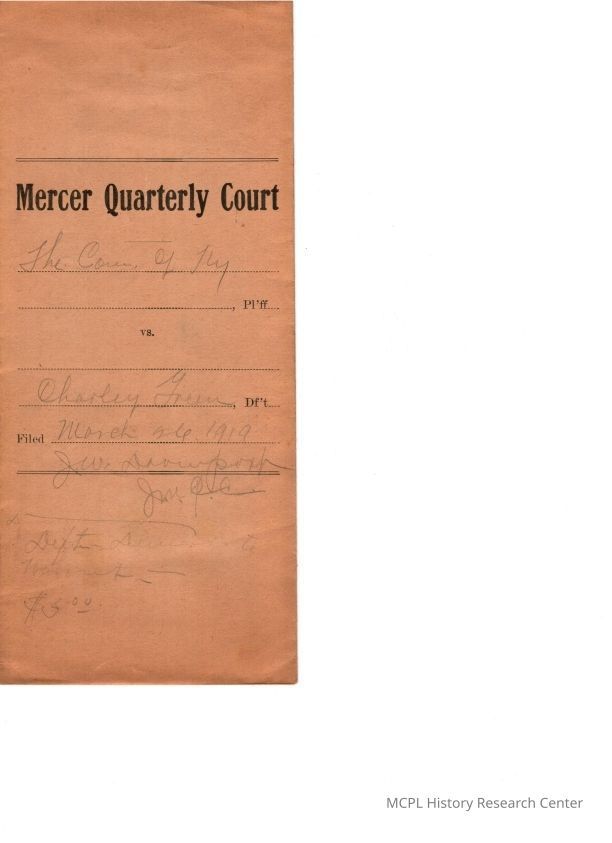 Mercer Quarterly Court
The Com. of Ky
, Pl'ff.
vs.
Charley Green, Df't.
Filed March 26, 1919
J.W. Davenport
Deft
$5.00
MCPL History Research Center